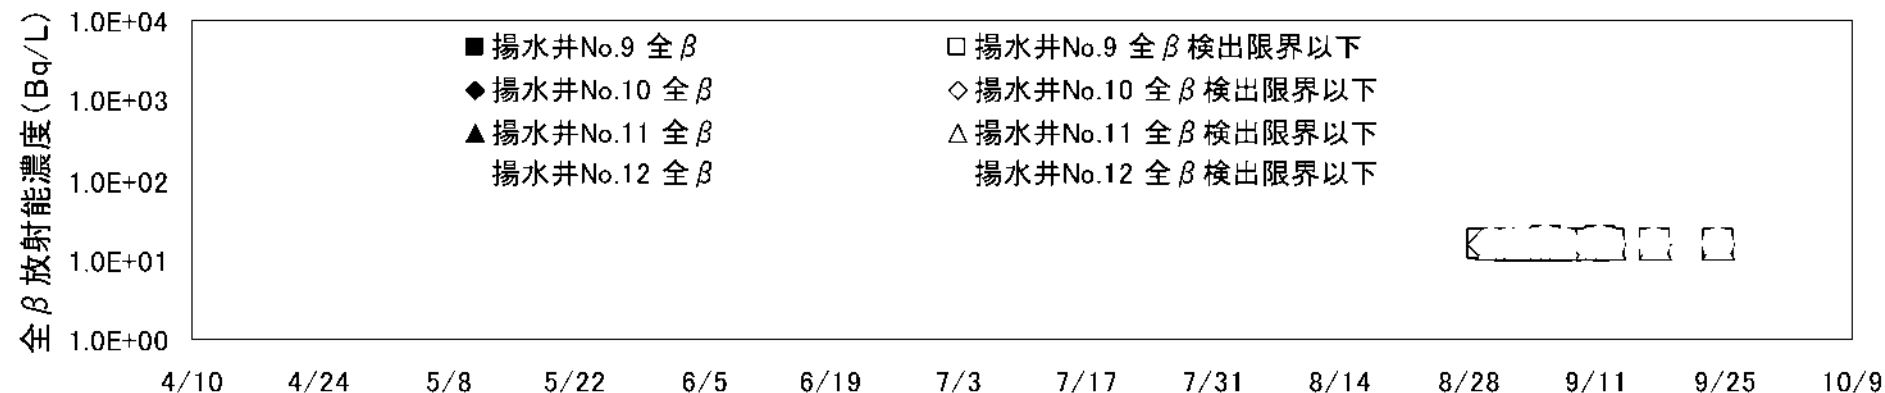 全β放射能濃度(Bq/L)
1.0E+04
1.0E+03
1.0E+02
1.0E+01
1.0E+00
■揚水井No.9 全β
□揚水井No.9 全β検出限界以下
◆揚水井No.10 全β
◇揚水井No.10 全β検出限界以下
▲揚水井No.11 全β
△揚水井No.11 全β検出限界以下
揚水井No.12 全β
揚水井No.12 全β検出限界以下
4/10 4/24 5/8 5/22 6/5 6/19 7/3 7/17 7/31 8/14 8/28 9/11 9/25 10/9